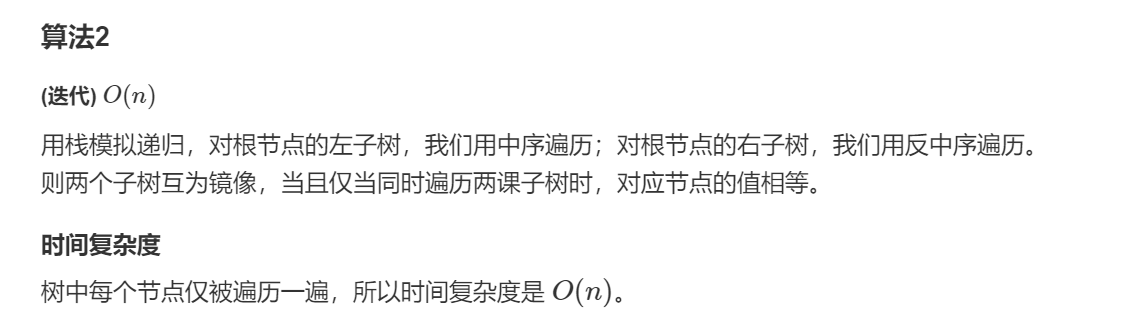 算法2
(迭代) O(n)
用栈模拟递归，对根节点的左子树，我们用中序遍历；对根节点的右子树，我们用反中序遍历。
则两个子树互为镜像，当且仅当同时遍历两课子树时，对应节点的值相等。
时间复杂度
树中每个节点仅被遍历一遍，所以时间复杂度是 O(n)。